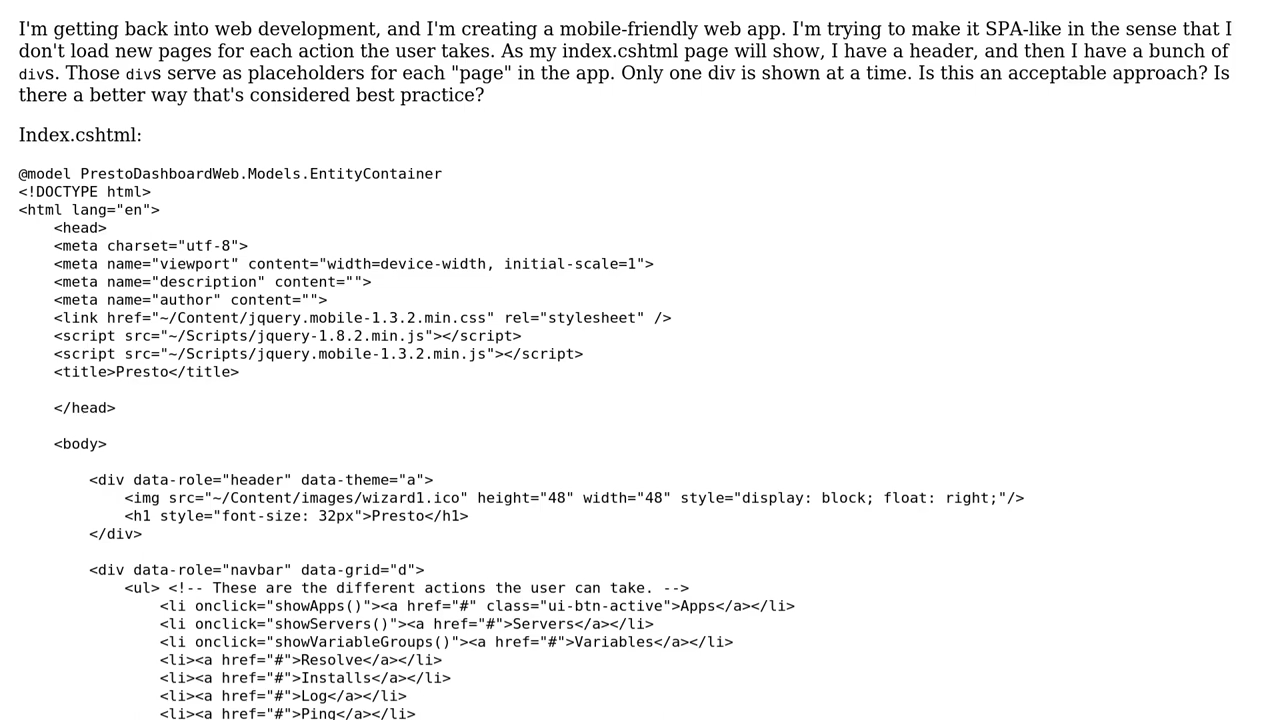 I'm getting back into web development, and I'm creating a mobile-friendly web app. I'm trying to make it SPA-like in the sense that I
don't load new pages for each action the user takes. As my index.cshtml page will show, I have a header, and then I have a bunch of
divs. Those divs serve as placeholders for each "page" in the app. Only one div is shown at a time. Is this an acceptable approach? Is
there a better way that's considered best practice?
Index.cshtml:
@model PrestoDashboardWeb.Models.EntityContainer
<!DOCTYPE html>
<html lang="en">
    <head>
    <meta charset="utf-8">
    <meta name="viewport" content="width=device-width, initial-scale=1">
    <meta name="description" content="">
    <meta name="author" content="">
    <link href="~/Content/jquery.mobile-1.3.2.min.css" rel="stylesheet" />
    <script src="~/Scripts/jquery-1.8.2.min.js"></script>
    <script src="~/Scripts/jquery.mobile-1.3.2.min.js"></script>
    <title>Presto</title>
    </head>
    <body>
        <div data-role="header" data-theme="a">
            <img src="~/Content/images/wizard1.ico" height="48" width="48" style="display: block; float: right;"/>
            <h1 style="font-size: 32px">Presto</h1>
        </div>
        <div data-role="navbar" data-grid="d">
            <ul> <!-- These are the different actions the user can take. -->
                <li onclick="showApps()"><a href="#" class="ui-btn-active">Apps</a></li>
                <li onclick="showServers()"><a href="#">Servers</a></li>
                <li onclick="showVariableGroups()"><a href="#">Variables</a></li>
                <li><a href="#">Resolve</a></li>
                <li><a href="#">Installs</a></li>
                <li><a href="#">Log</a></li>
                <li><a href="#">Ping</a></li>